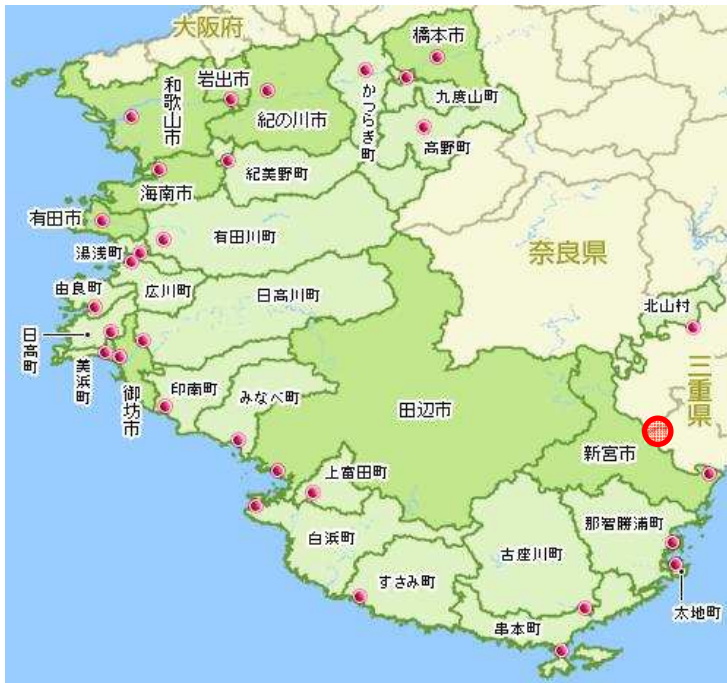 大阪府
橋本市
和歌山市
岩出市
紀の川市
かつらぎ町
九度山町
高野町
紀美野町
海南市
有田市
有田川町
湯浅町
奈良県
由良町
広川町
日高川町
北山村
日高町
美浜町
御坊市
印南町
みなべ町
田辺市
三重県
新宮市
上富田町
那智勝浦町
白浜町
古座川町
すさみ町
太地町
串本町